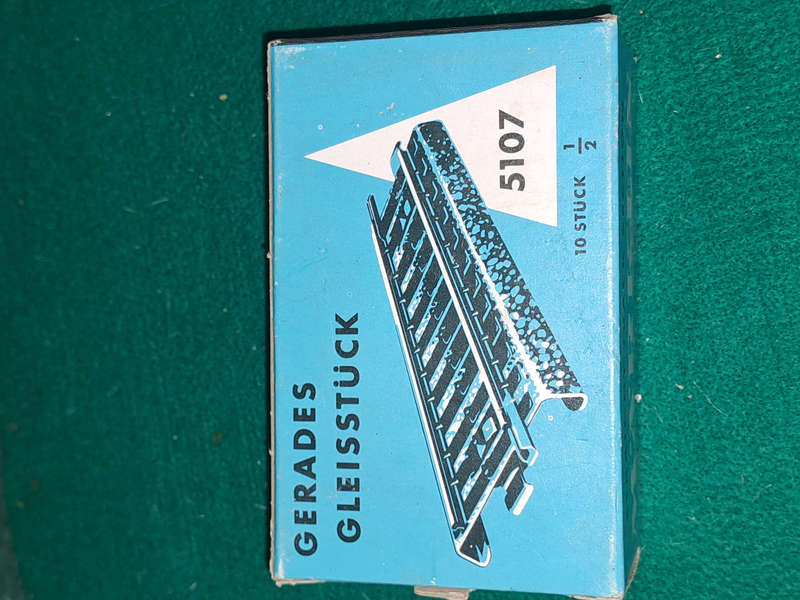 GERADES
GLEISSTÜCK
5107
10 STÜCK 1/2